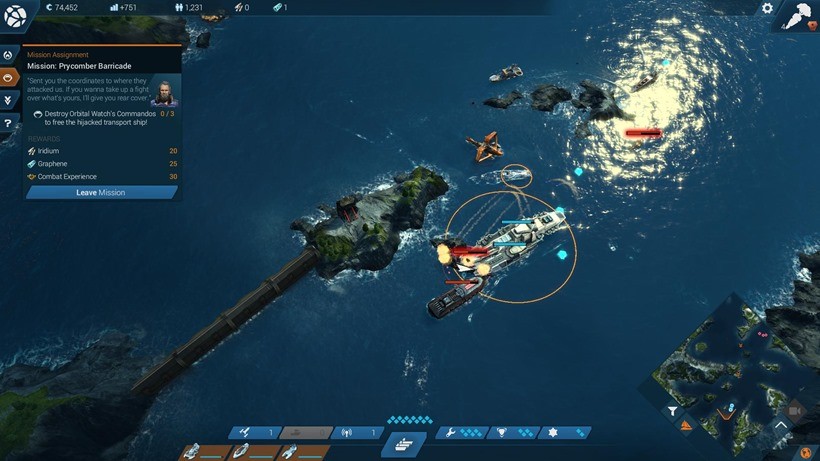 74,452
+751
1,231
0
1
4
Mission Assignment
Mission: Prycomber Barricade
"Sent you the coordinates to where they
attacked us. If you wanna take up a fight
over what's yours, I'll give you rear cover."
Destroy Orbital Watch's Commandos 0 / 3
to free the hijacked transport ship!
REWARDS
Iridium 20
Graphene 25
Combat Experience 30
Leave Mission
?
1
1